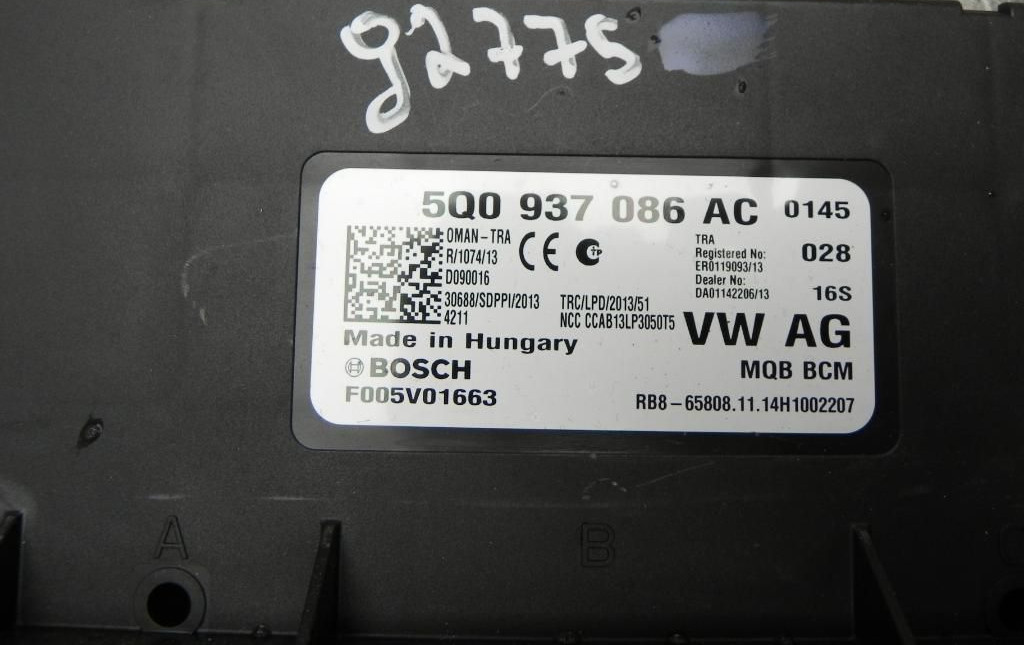 g2775
5Q0 937 086 AC 0145
OMAN-TRA
R/1074/13
D090016
30688/SDPPI/2013
4211
CE
TRC/LPD/2013/51
NCC CCAB13LP3050T5
TRA
Registered No:
ER0119093/13
Dealer No:
DA01142206/13
028
16S
VW AG
Made in Hungary
BOSCH
MQB BCM
F005V01663
RB8-65808.11.14H1002207
A
B